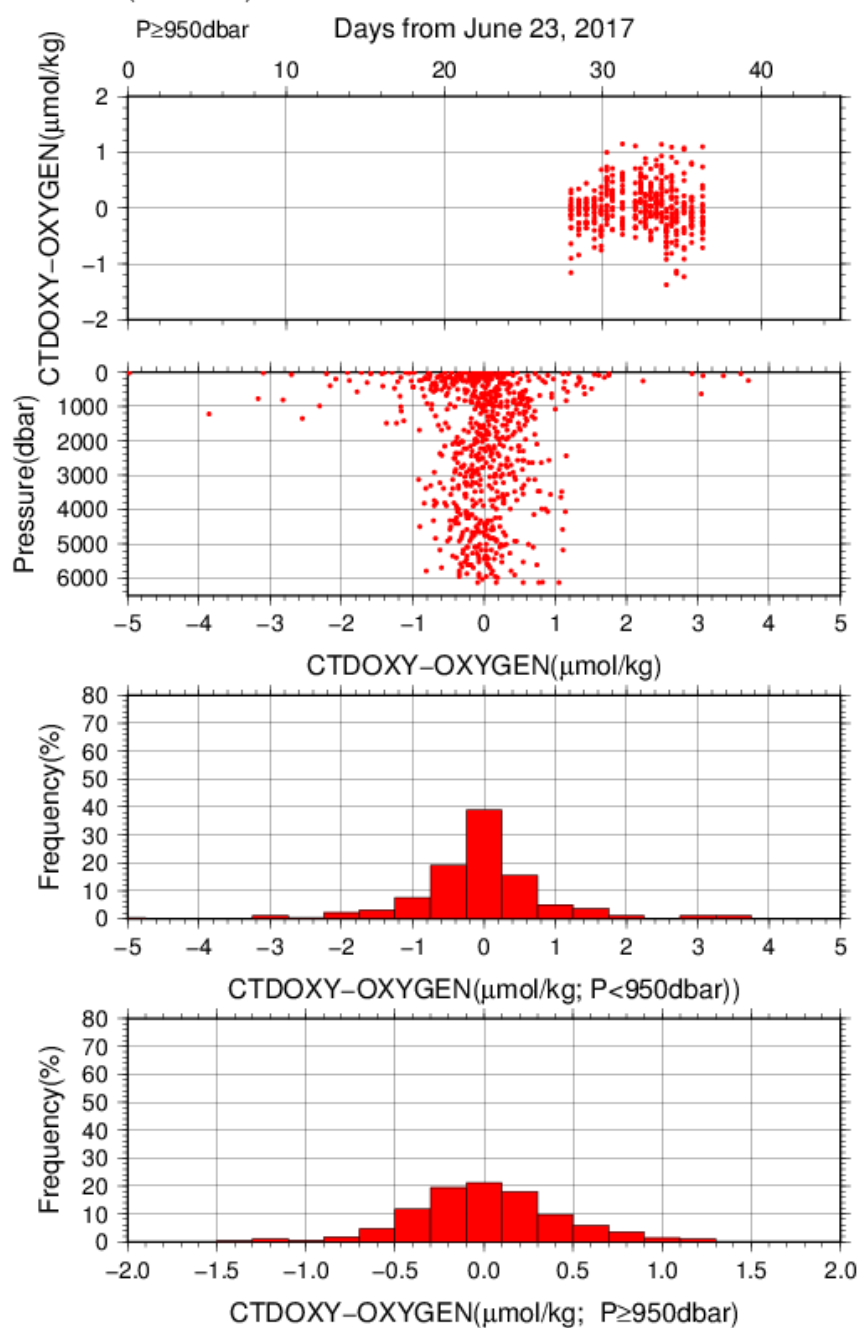 P≥950dbar Days from June 23, 2017
0 10 20 30 40
CTDOXY−OXYGEN(μmol/kg)
2
1
0
−1
−2
Pressure(dbar)
0
1000
2000
3000
4000
5000
6000
−5 −4 −3 −2 −1 0 1 2 3 4 5
CTDOXY−OXYGEN(μmol/kg)
Frequency(%)
80
70
60
50
40
30
20
10
0
−5 −4 −3 −2 −1 0 1 2 3 4 5
CTDOXY−OXYGEN(μmol/kg; P<950dbar))
Frequency(%)
80
70
60
50
40
30
20
10
0
−2.0 −1.5 −1.0 −0.5 0.0 0.5 1.0 1.5 2.0
CTDOXY−OXYGEN(μmol/kg; P≥950dbar)